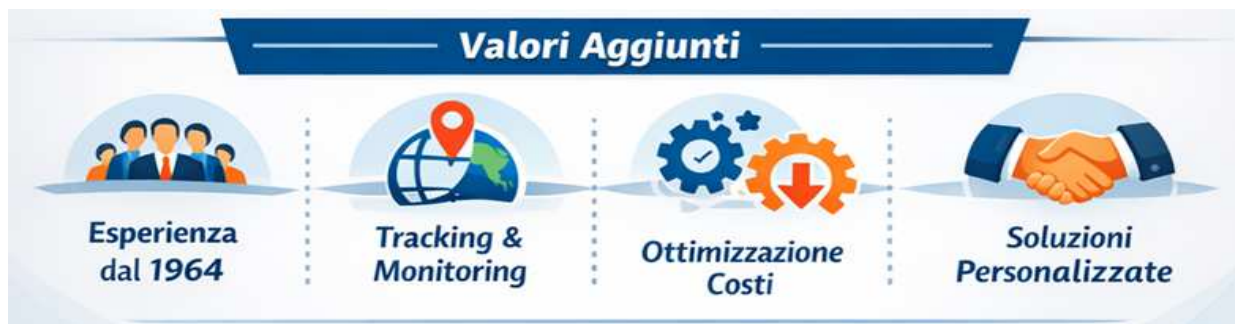 Valori Aggiunti
Esperienza
dal 1964
Tracking &
Monitoring
Ottimizzazione
Costi
Soluzioni
Personalizzate